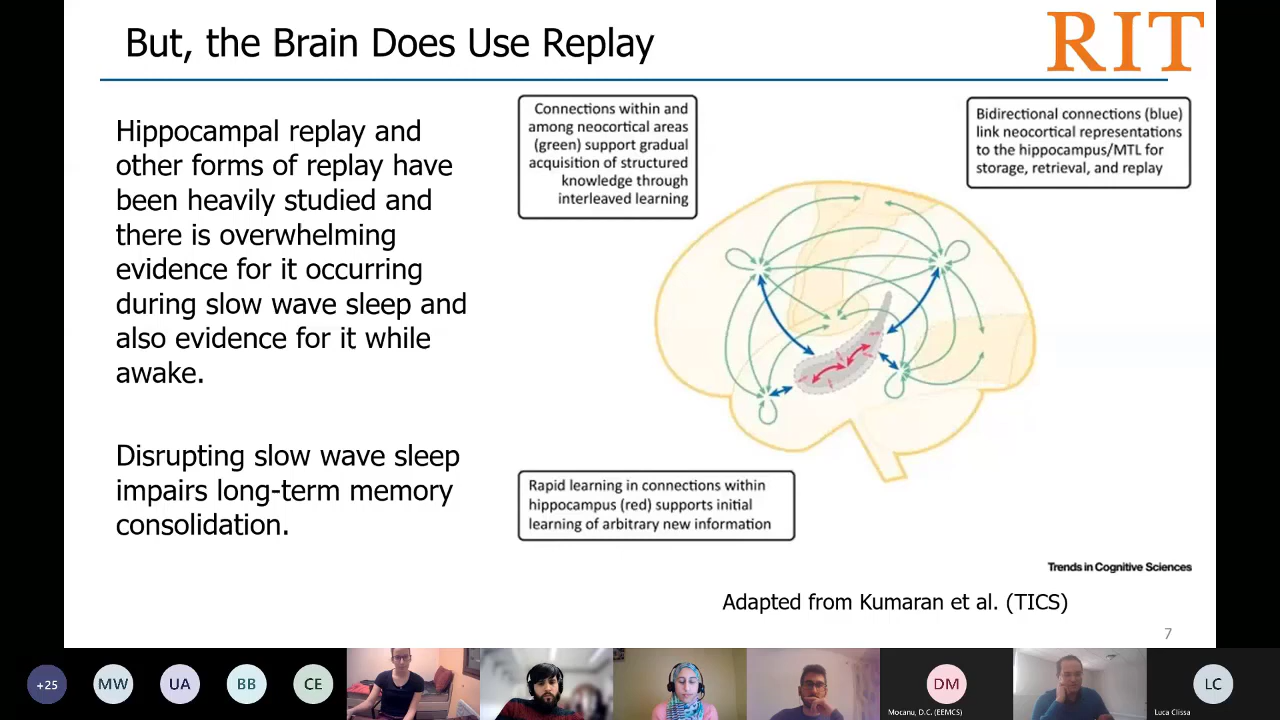 But, the Brain Does Use Replay
RIT
Hippocampal replay and
other forms of replay have
been heavily studied and
there is overwhelming
evidence for it occurring
during slow wave sleep and
also evidence for it while
awake.
Disrupting slow wave sleep
impairs long-term memory
consolidation.
Connections within and
among neocortical areas
(green) support gradual
acquisition of structured
knowledge through
interleaved learning
Bidirectional connections (blue)
link neocortical representations
to the hippocampus/MTL for
storage, retrieval, and replay
Rapid learning in connections within
hippocampus (red) supports initial
learning of arbitrary new information
Trends in Cognitive Sciences
Adapted from Kumaran et al. (TICS)
7
+25
MW
UA
BB
CE
DM
Mocanu, D.C. (EEMCS)
LC
Luca Clissa